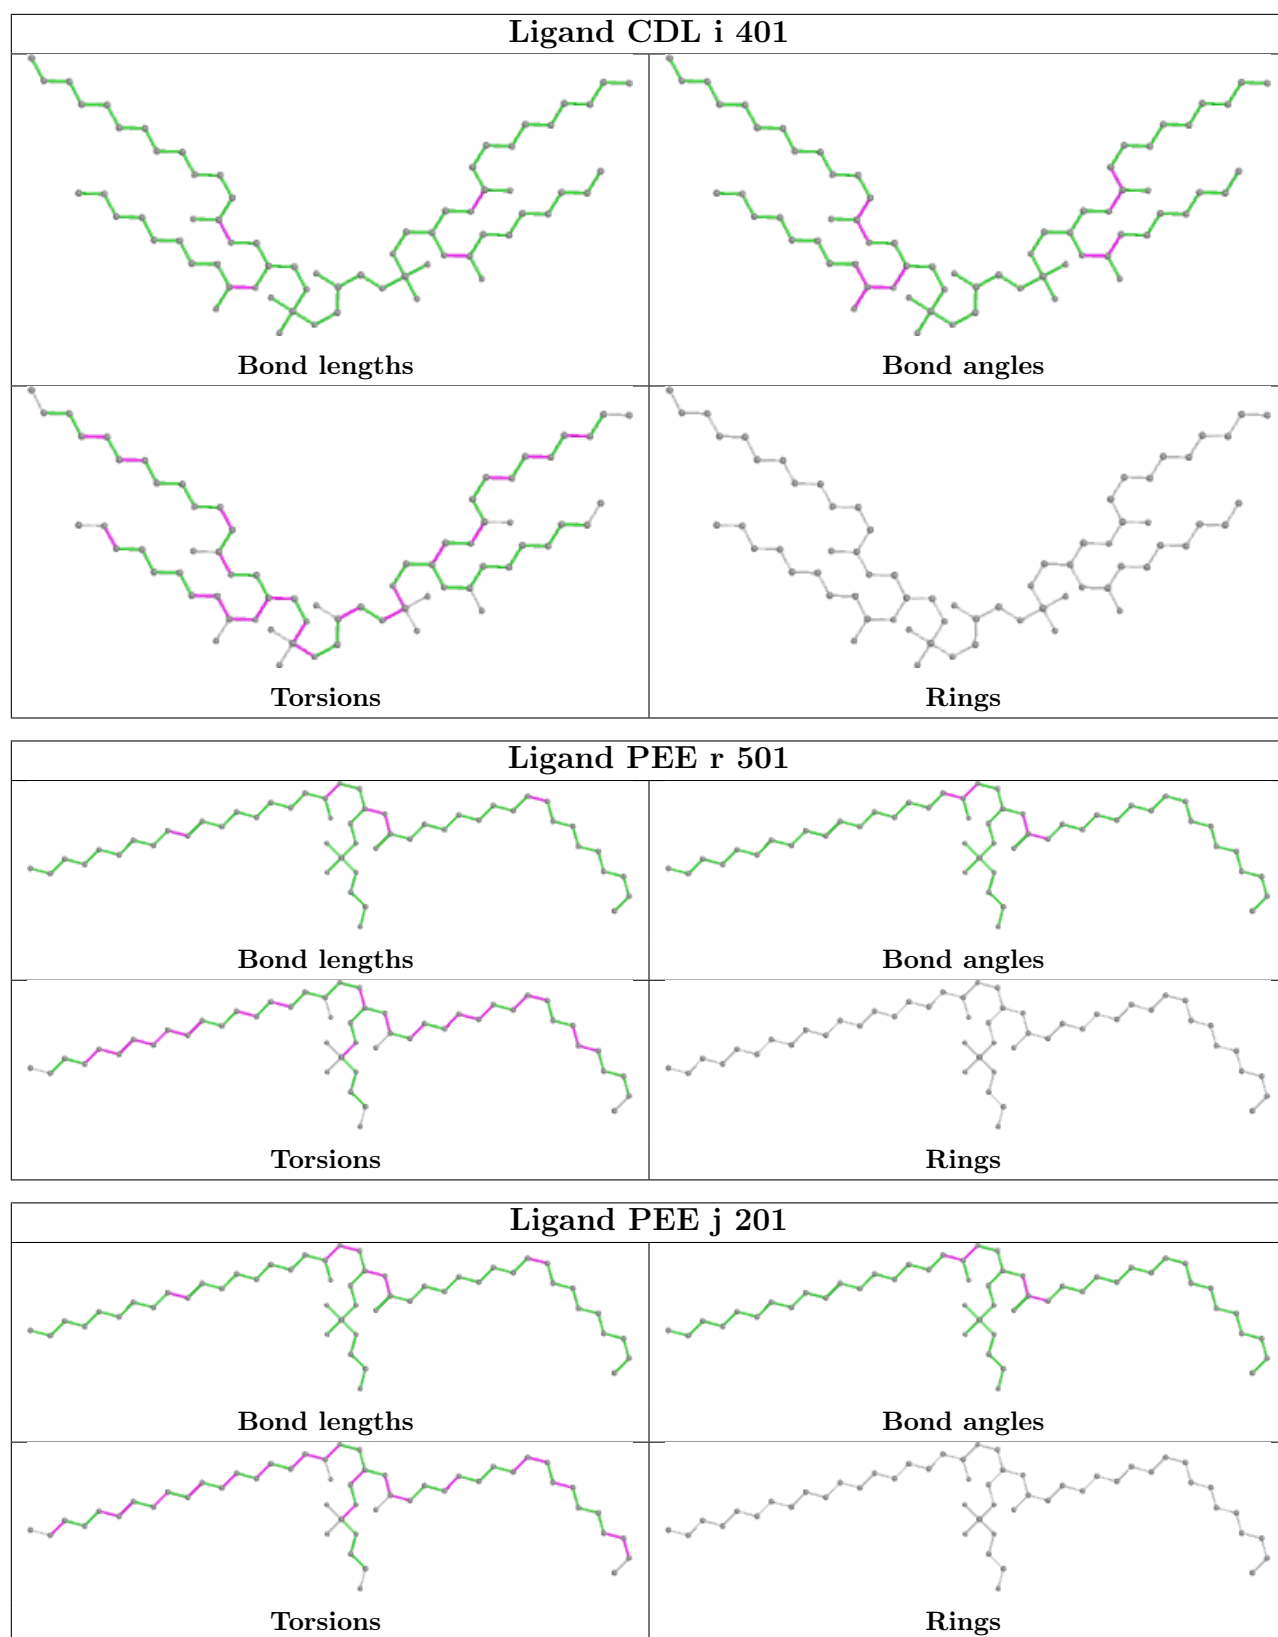 Ligand CDL i 401
Bond lengths
Bond angles
Torsions
Rings
Ligand PEE r 501
Bond lengths
Bond angles
Torsions
Rings
Ligand PEE j 201
Bond lengths
Bond angles
Torsions
Rings